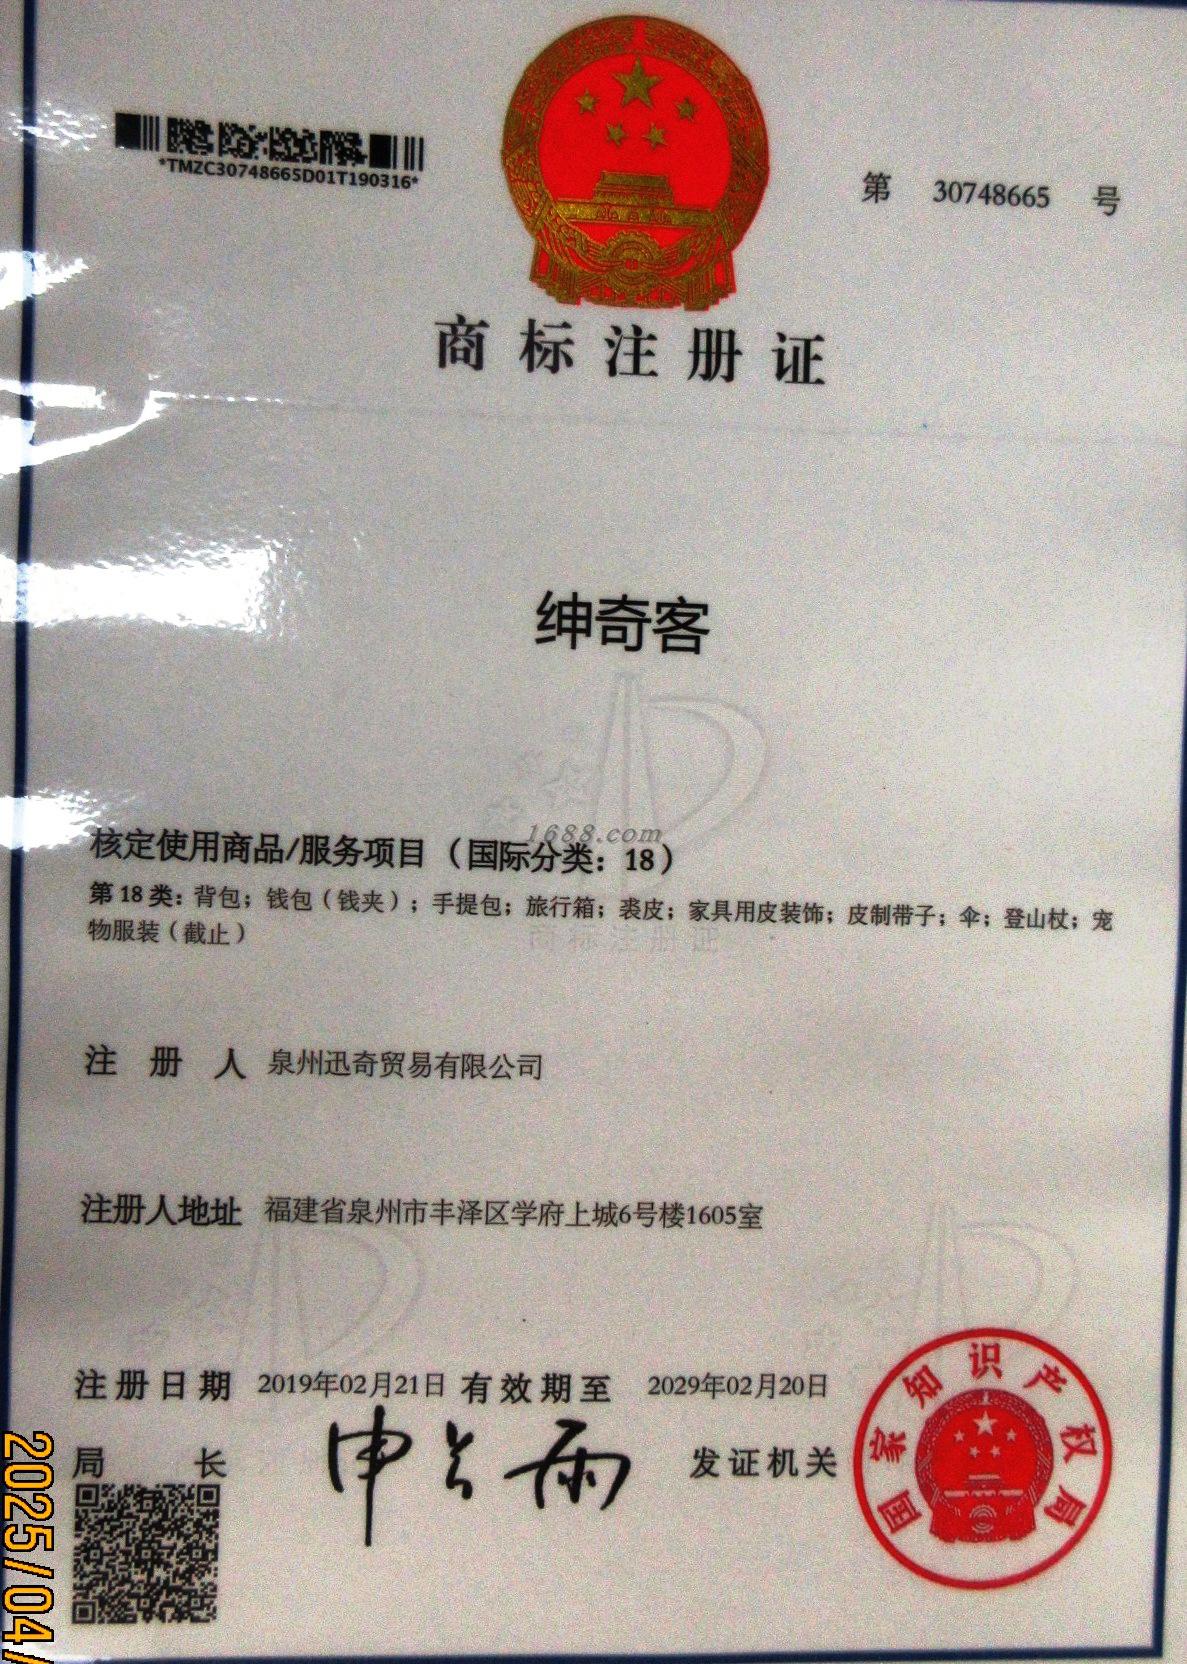 *TMZC30748665D01T190316*
第 30748665 号
商标注册证
绅奇客
1688.com
核定使用商品/服务项目（国际分类：18）
第18类：背包；钱包（钱夹）；手提包；旅行箱；裘皮；家具用皮装饰；皮制带子；伞；登山杖；宠
物服装（截止）
商标注册证
注册人 泉州迅奇贸易有限公司
注册人地址 福建省泉州市丰泽区学府上城6号楼1605室
注册日期 2019年02月21日 有效期至 2029年02月20日
局长 申长雨 发证机关
国家知识产权局
2025/04/